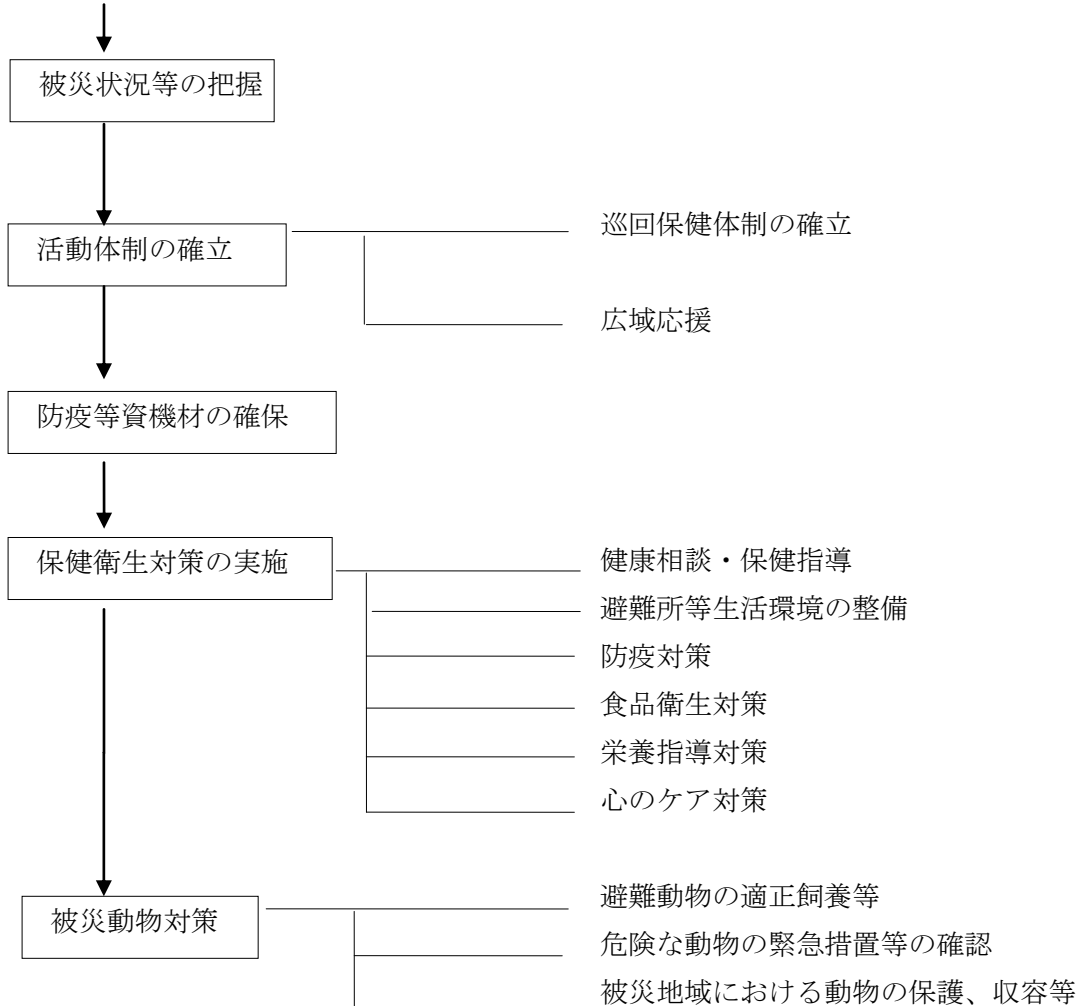 被災状況等の把握
活動体制の確立
巡回保健体制の確立
広域応援
防疫等資機材の確保
保健衛生対策の実施
健康相談・保健指導
避難所等生活環境の整備
防疫対策
食品衛生対策
栄養指導対策
心のケア対策
被災動物対策
避難動物の適正飼養等
危険な動物の緊急措置等の確認
被災地域における動物の保護、収容等